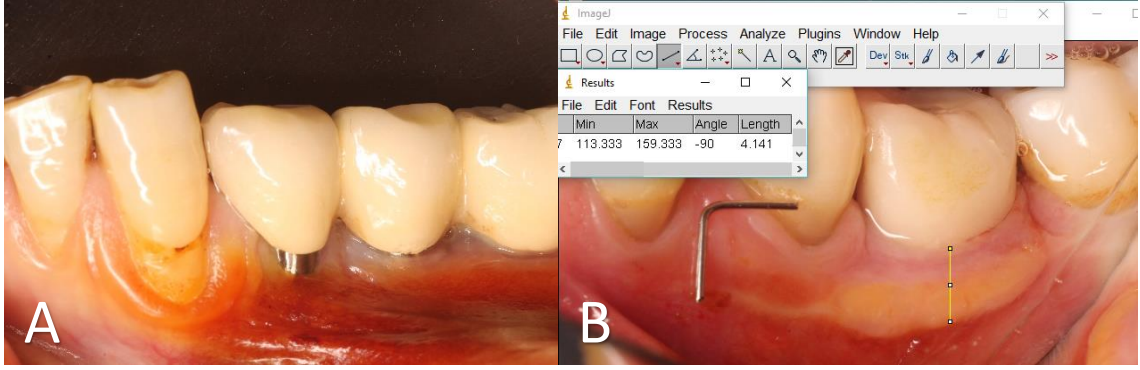 ImageJ
File Edit Image Process Analyze Plugins Window Help
A Dev Stk >>
Results
File Edit Font Results
Min Max Angle Length
7 113.333 159.333 -90 4.141
A
B